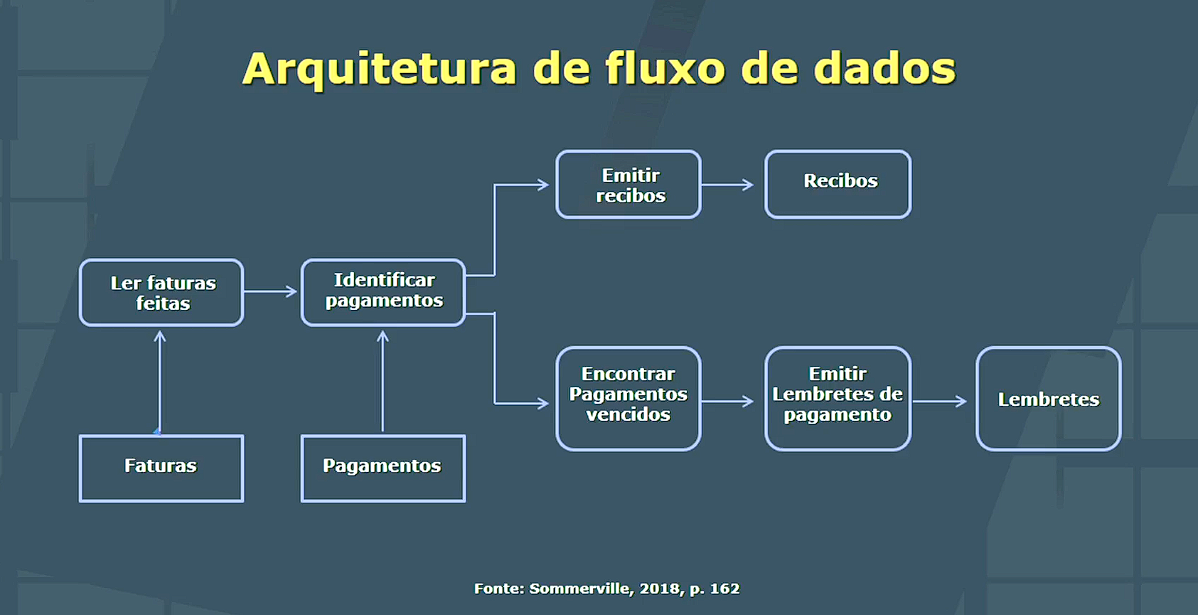 Arquitetura de fluxo de dados
Emitir
recibos
Recibos
Ler faturas
feitas
Identificar
pagamentos
Encontrar
Pagamentos
vencidos
Emitir
Lembretes de
pagamento
Lembretes
Faturas
Pagamentos
Fonte: Sommerville, 2018, p. 162